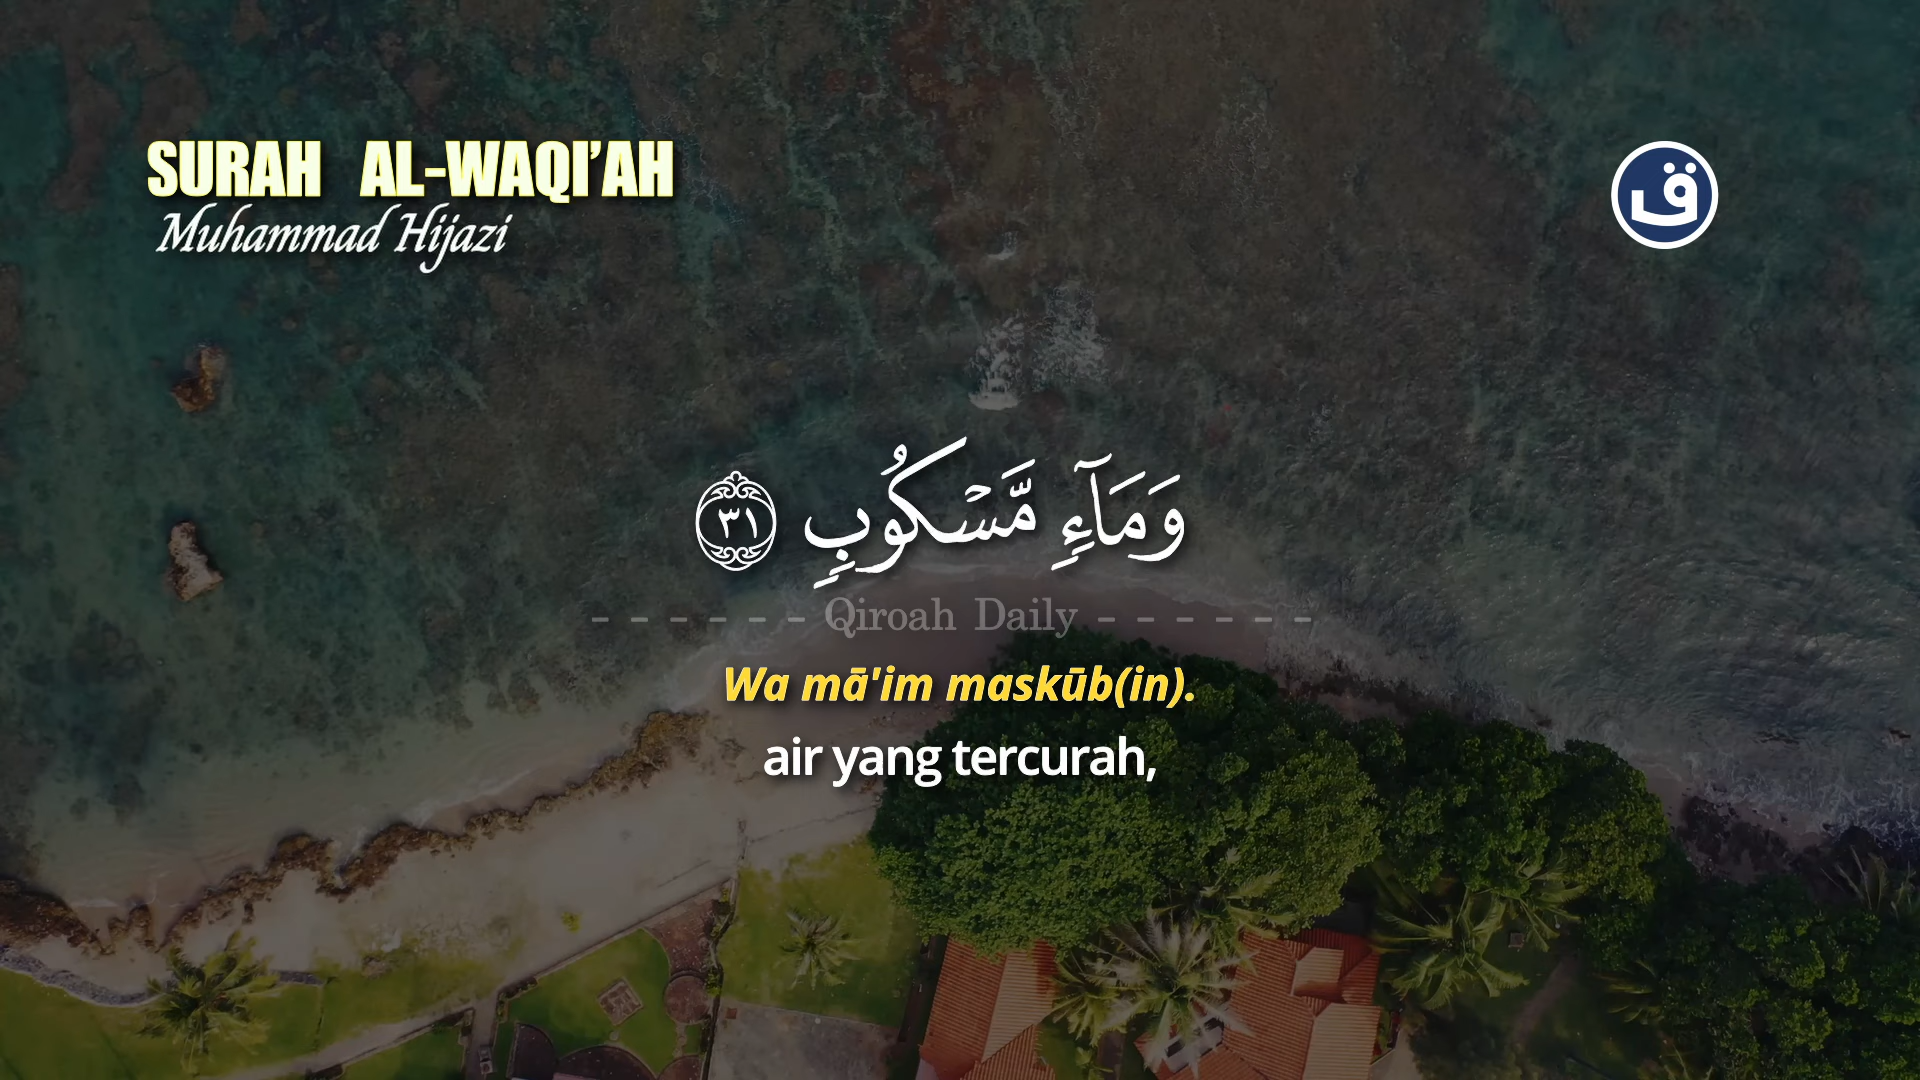 SURAH AL-WAQI’AH
Muhammad Hijazi
ق
وَمَآءٍ مَّسْكُوبٍ ٣١
- - - - - - Qiroah Daily - - - - - -
Wa mā'im maskūb(in).
air yang tercurah,